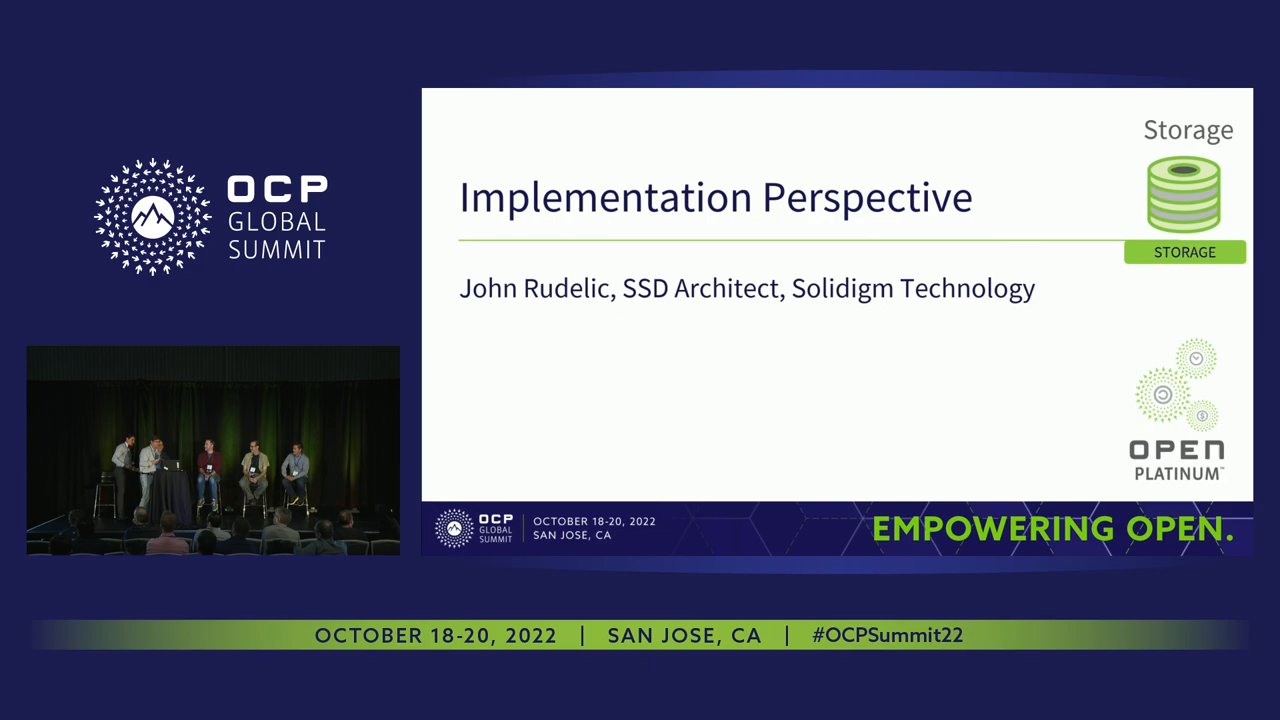 OCP
GLOBAL
SUMMIT
Storage
Implementation Perspective
STORAGE
John Rudelic, SSD Architect, Solidigm Technology
OPEN
PLATINUM™
OCP
GLOBAL
SUMMIT
OCTOBER 18-20, 2022
SAN JOSE, CA
EMPOWERING OPEN.
OCTOBER 18-20, 2022 | SAN JOSE, CA | #OCPSummit22